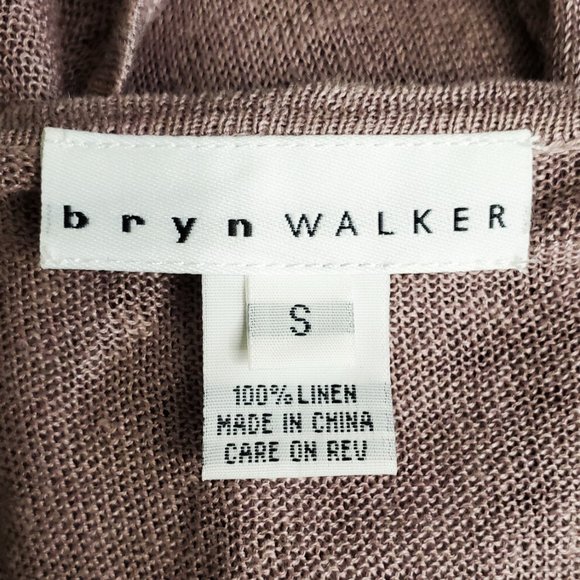 bryn WALKER
S
100% LINEN
MADE IN CHINA
CARE ON REV